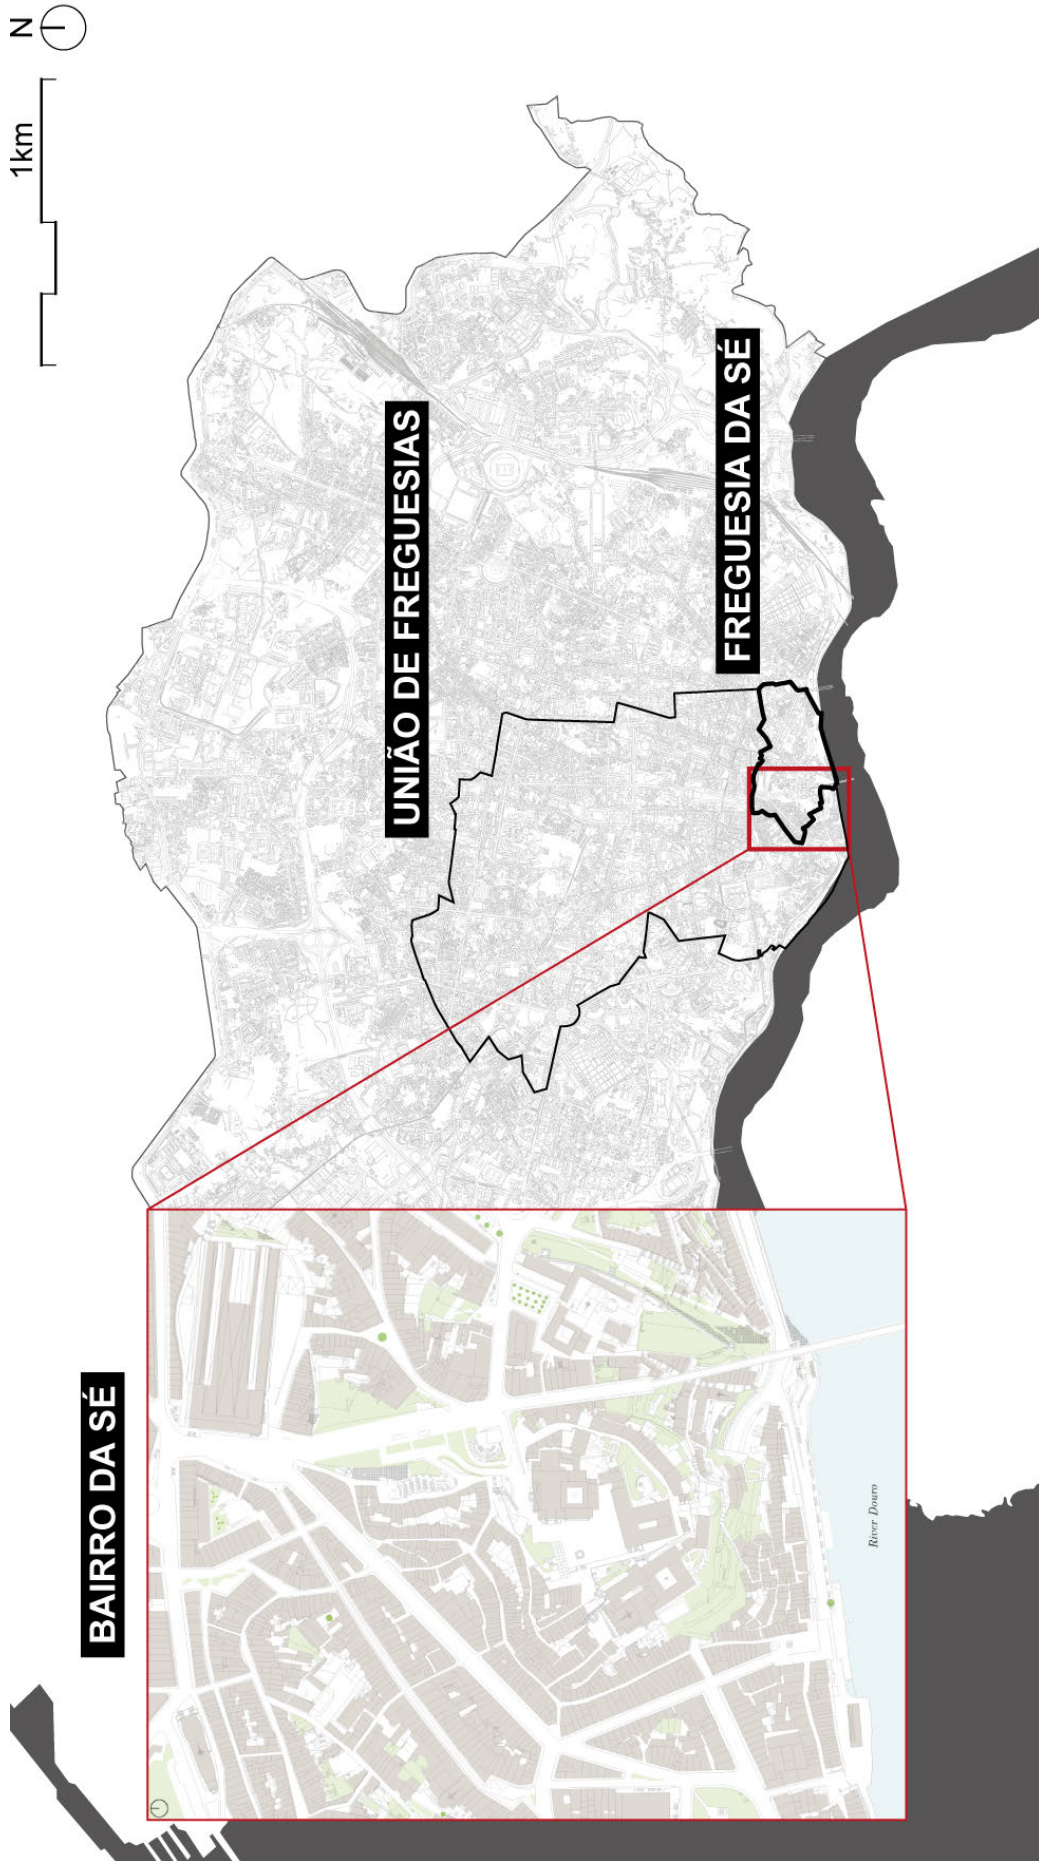 N
1km
UNIÃO DE FREGUESIAS
FREGUESIA DA SÉ
BAIRRO DA SÉ
River Douro